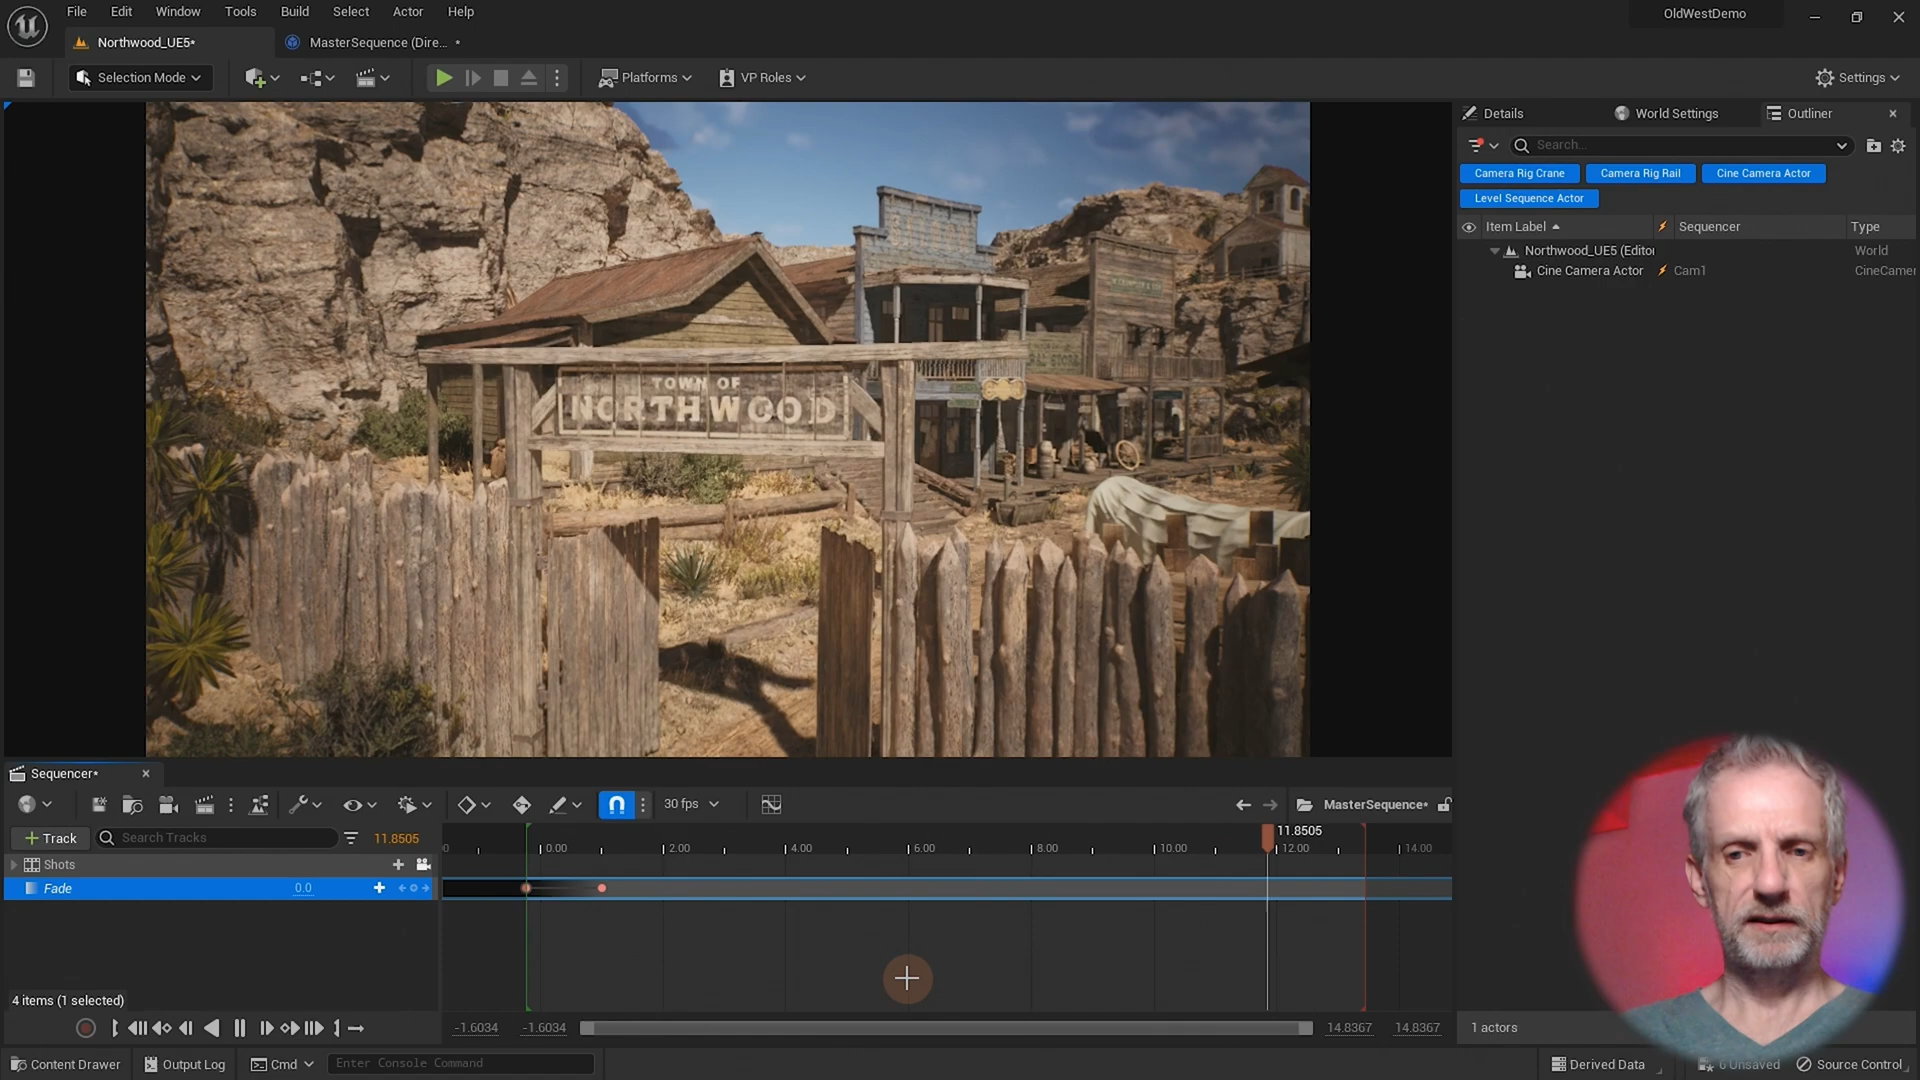 File Edit Window Tools Build Select Actor Help
OldWestDemo
Northwood_UE5*
MasterSequence (Dire... *
Selection Mode
Platforms
VP Roles
Settings
Details
World Settings
Outliner
Search...
Camera Rig Crane
Camera Rig Rail
Cine Camera Actor
Level Sequence Actor
Item Label
Sequencer
Type
Northwood_UE5 (Editor
World
Cine Camera Actor
Cam1
CineCamer
TOWN OF
NORTHWOOD
Sequencer*
30 fps
MasterSequence*
Track
Search Tracks
11.8505
11.8505
0 0.00 2.00 4.00 6.00 8.00 10.00 12.00 14.00
Shots
Fade
0.0
4 items (1 selected)
-1.6034
-1.6034
14.8367
14.8367
1 actors
Content Drawer
Output Log
Cmd
Enter Console Command
Derived Data
6 Unsaved
Source Control